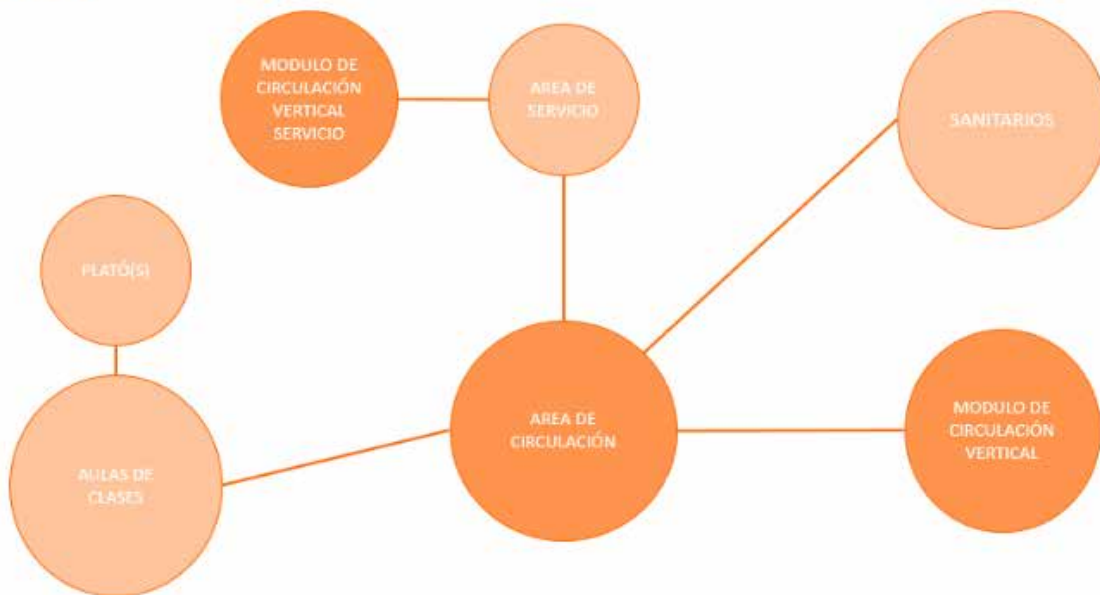 MODULO DE
CIRCULACIÓN
VERTICAL
SERVICIO
AREA DE
SERVICIO
SANITARIOS
PLATÓ(S)
AULAS DE
CLASES
AREA DE
CIRCULACIÓN
MODULO DE
CIRCULACIÓN
VERTICAL